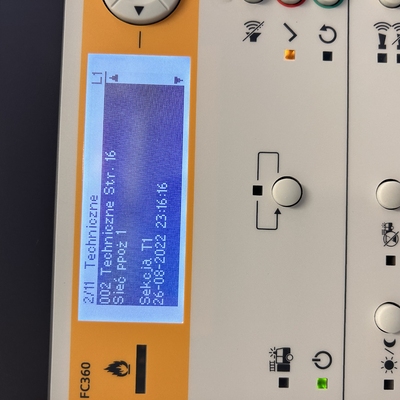 2/11 Techniczne L1
002 Techniczne Str. 16
Sieć ppoż 1
Sekcja T1
26-08-2022 23:16:16
FC360